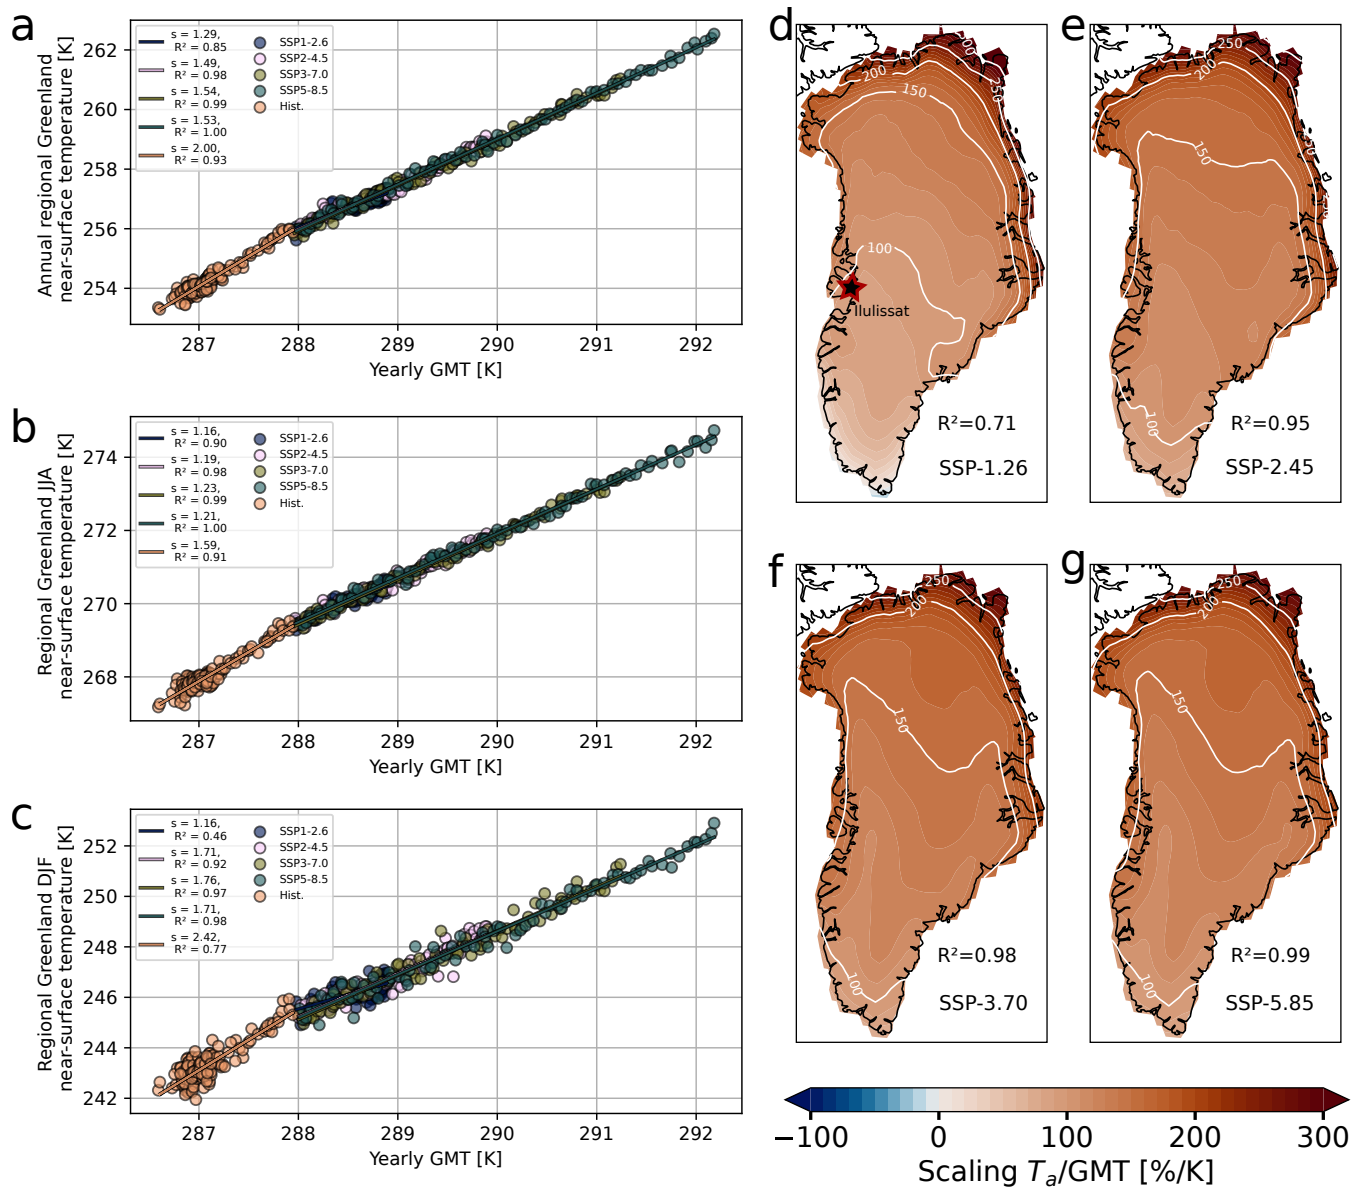 a
Annual regional Greenland
near-surface temperature [K]
262
260
258
256
254
s = 1.29,
R² = 0.85
s = 1.49,
R² = 0.98
s = 1.54,
R² = 0.99
s = 1.53,
R² = 1.00
s = 2.00,
R² = 0.93
SSP1-2.6
SSP2-4.5
SSP3-7.0
SSP5-8.5
Hist.
287 288 289 290 291 292
Yearly GMT [K]
b
Regional Greenland JJA
near-surface temperature [K]
274
272
270
268
s = 1.16,
R² = 0.90
s = 1.19,
R² = 0.98
s = 1.23,
R² = 0.99
s = 1.21,
R² = 1.00
s = 1.59,
R² = 0.91
SSP1-2.6
SSP2-4.5
SSP3-7.0
SSP5-8.5
Hist.
287 288 289 290 291 292
Yearly GMT [K]
c
Regional Greenland DJF
near-surface temperature [K]
252
250
248
246
244
242
s = 1.16,
R² = 0.46
s = 1.71,
R² = 0.92
s = 1.76,
R² = 0.97
s = 1.71,
R² = 0.98
s = 2.42,
R² = 0.77
SSP1-2.6
SSP2-4.5
SSP3-7.0
SSP5-8.5
Hist.
287 288 289 290 291 292
Yearly GMT [K]
d
200
150
250
100
Ilulissat
R²=0.71
SSP-1.26
e
250
200
150
100
R²=0.95
SSP-2.45
f
250
200
150
100
R²=0.98
SSP-3.70
g
250
200
150
100
R²=0.99
SSP-5.85
−100 0 100 200 300
Scaling Ta/GMT [%/K]